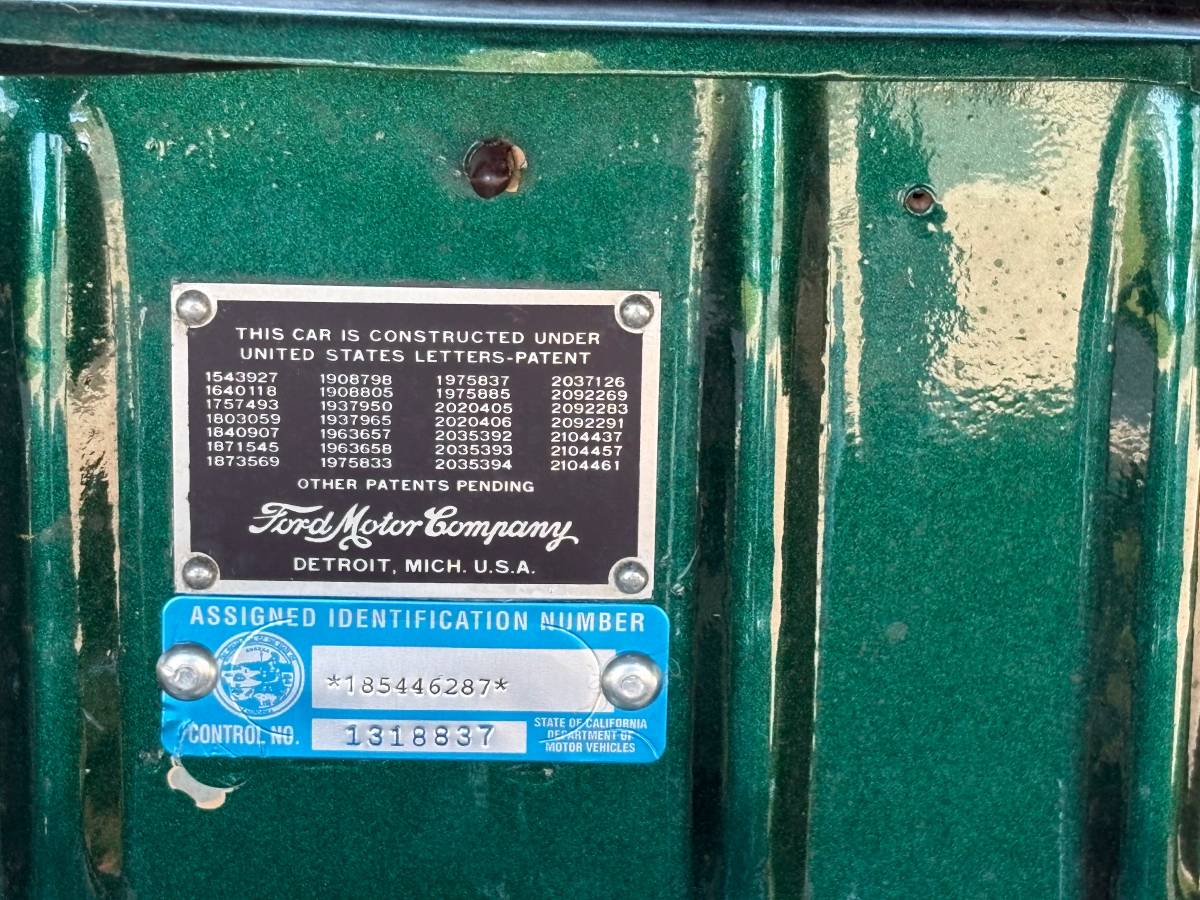 THIS CAR IS CONSTRUCTED UNDER
UNITED STATES LETTERS-PATENT
1543927 1908798 1975837 2037126
1640118 1908805 1975885 2092269
1757493 1937950 2020405 2092283
1803059 1937965 2020406 2092291
1840907 1963657 2035392 2104437
1871545 1963658 2035393 2104457
1873569 1975833 2035394 2104461
OTHER PATENTS PENDING
Ford Motor Company
DETROIT, MICH. U.S.A.
ASSIGNED IDENTIFICATION NUMBER
*185446287*
CONTROL NO. 1318837
STATE OF CALIFORNIA
DEPARTMENT OF
MOTOR VEHICLES